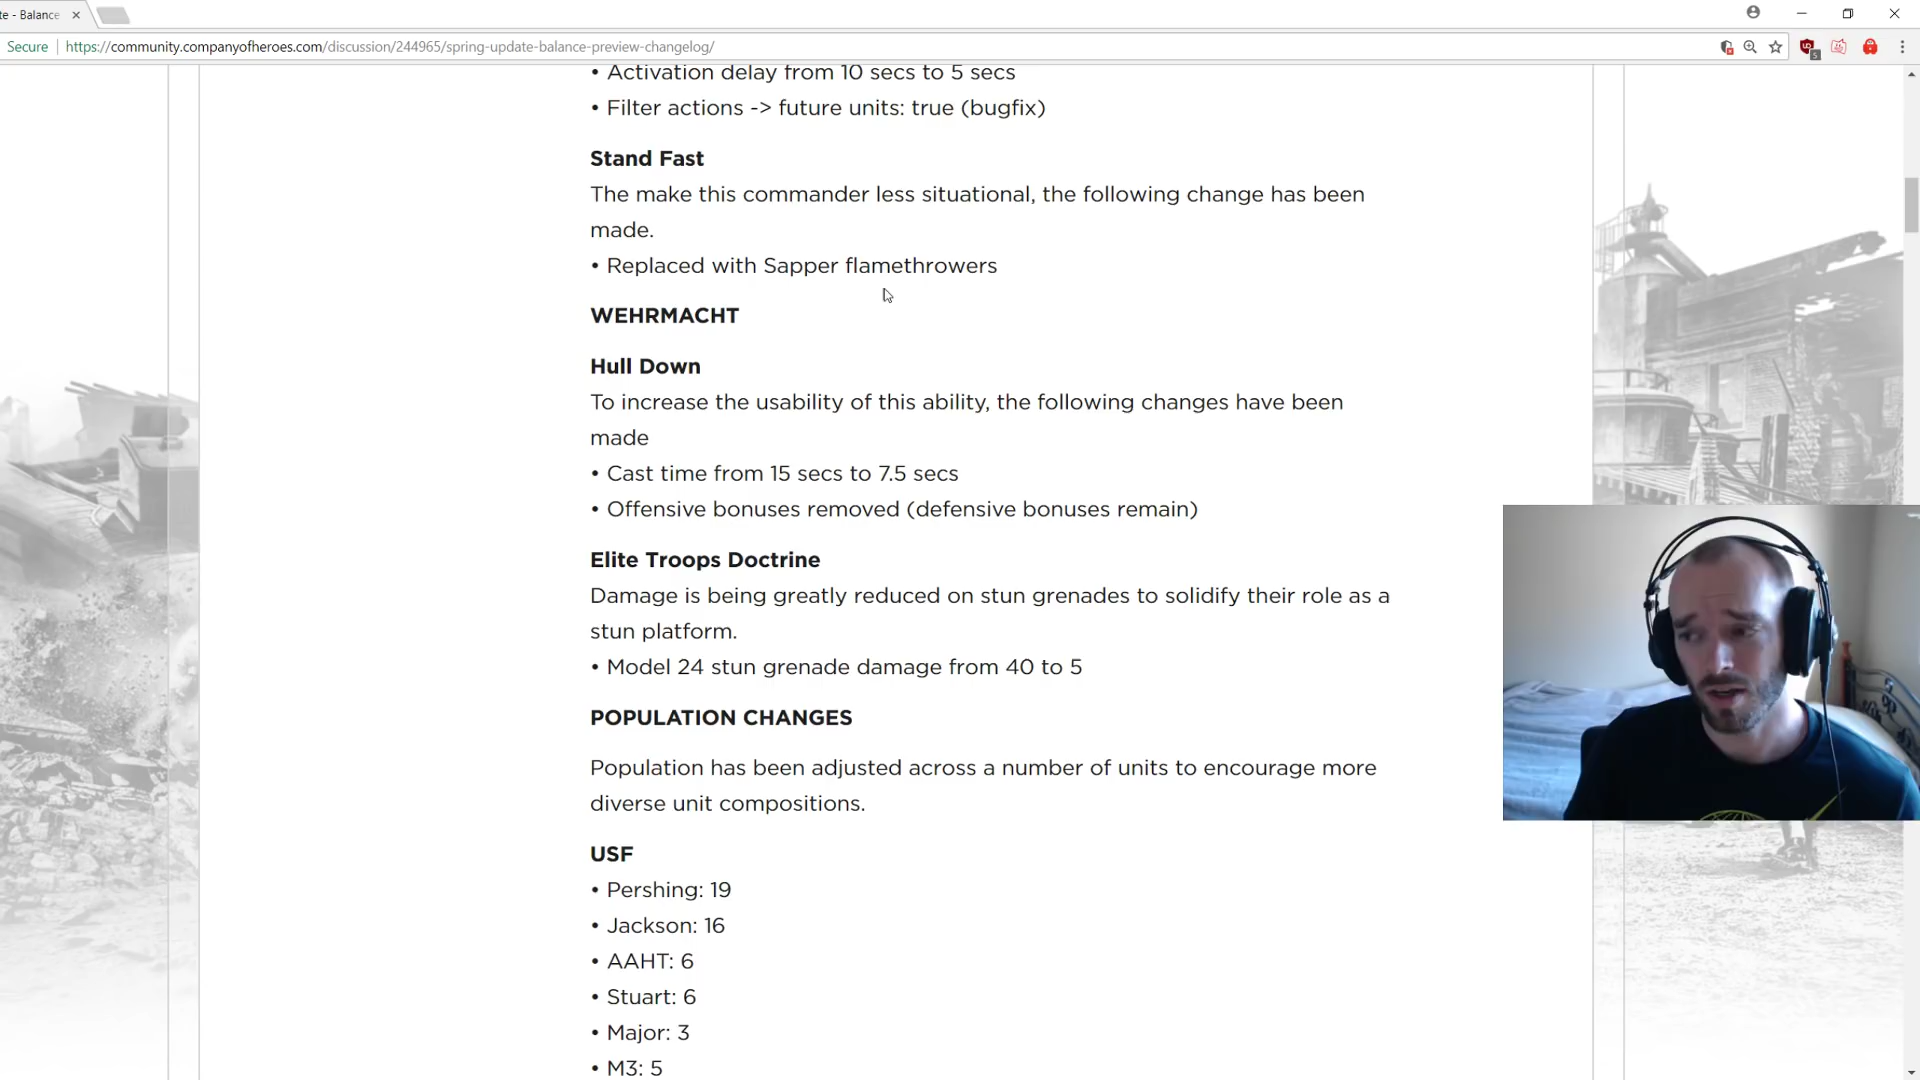 te - Balance
Secure https://community.companyofheroes.com/discussion/244965/spring-update-balance-preview-changelog/
• Activation delay from 10 secs to 5 secs
• Filter actions -> future units: true (bugfix)
Stand Fast
The make this commander less situational, the following change has been
made.
• Replaced with Sapper flamethrowers
WEHRMACHT
Hull Down
To increase the usability of this ability, the following changes have been
made
• Cast time from 15 secs to 7.5 secs
• Offensive bonuses removed (defensive bonuses remain)
Elite Troops Doctrine
Damage is being greatly reduced on stun grenades to solidify their role as a
stun platform.
• Model 24 stun grenade damage from 40 to 5
POPULATION CHANGES
Population has been adjusted across a number of units to encourage more
diverse unit compositions.
USF
• Pershing: 19
• Jackson: 16
• AAHT: 6
• Stuart: 6
• Major: 3
• M3: 5